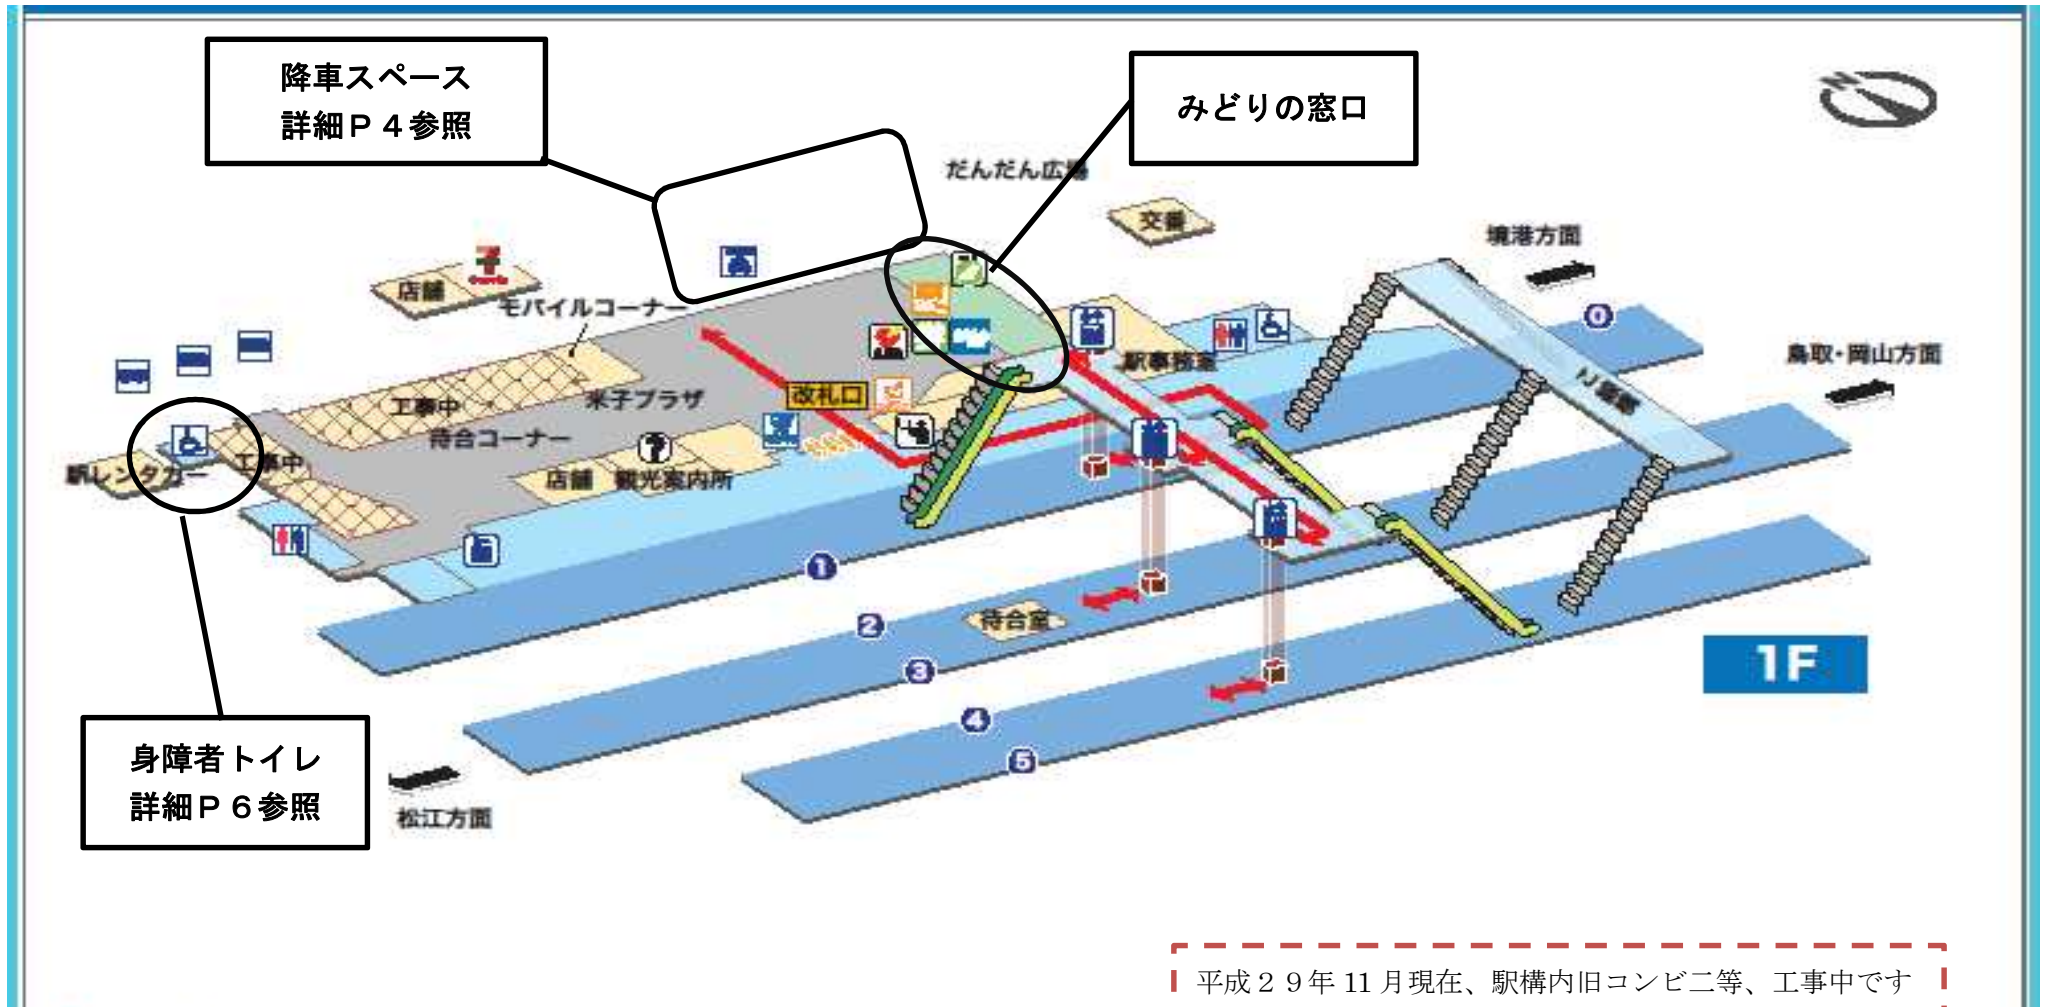 降車スペース
詳細Ｐ４参照
みどりの窓口
だんだん広場
交番
境港方面
店舗
モバイルコーナー
0
鳥取・岡山方面
駅事務室
改札口
米子プラザ
工事中
待合コーナー
工事中
駅レンタカー
店舗 観光案内所
1
2
待合室
3
1F
4
5
身障者トイレ
詳細Ｐ６参照
松江方面
平成２９年 11 月現在、駅構内旧コンビニ等、工事中です